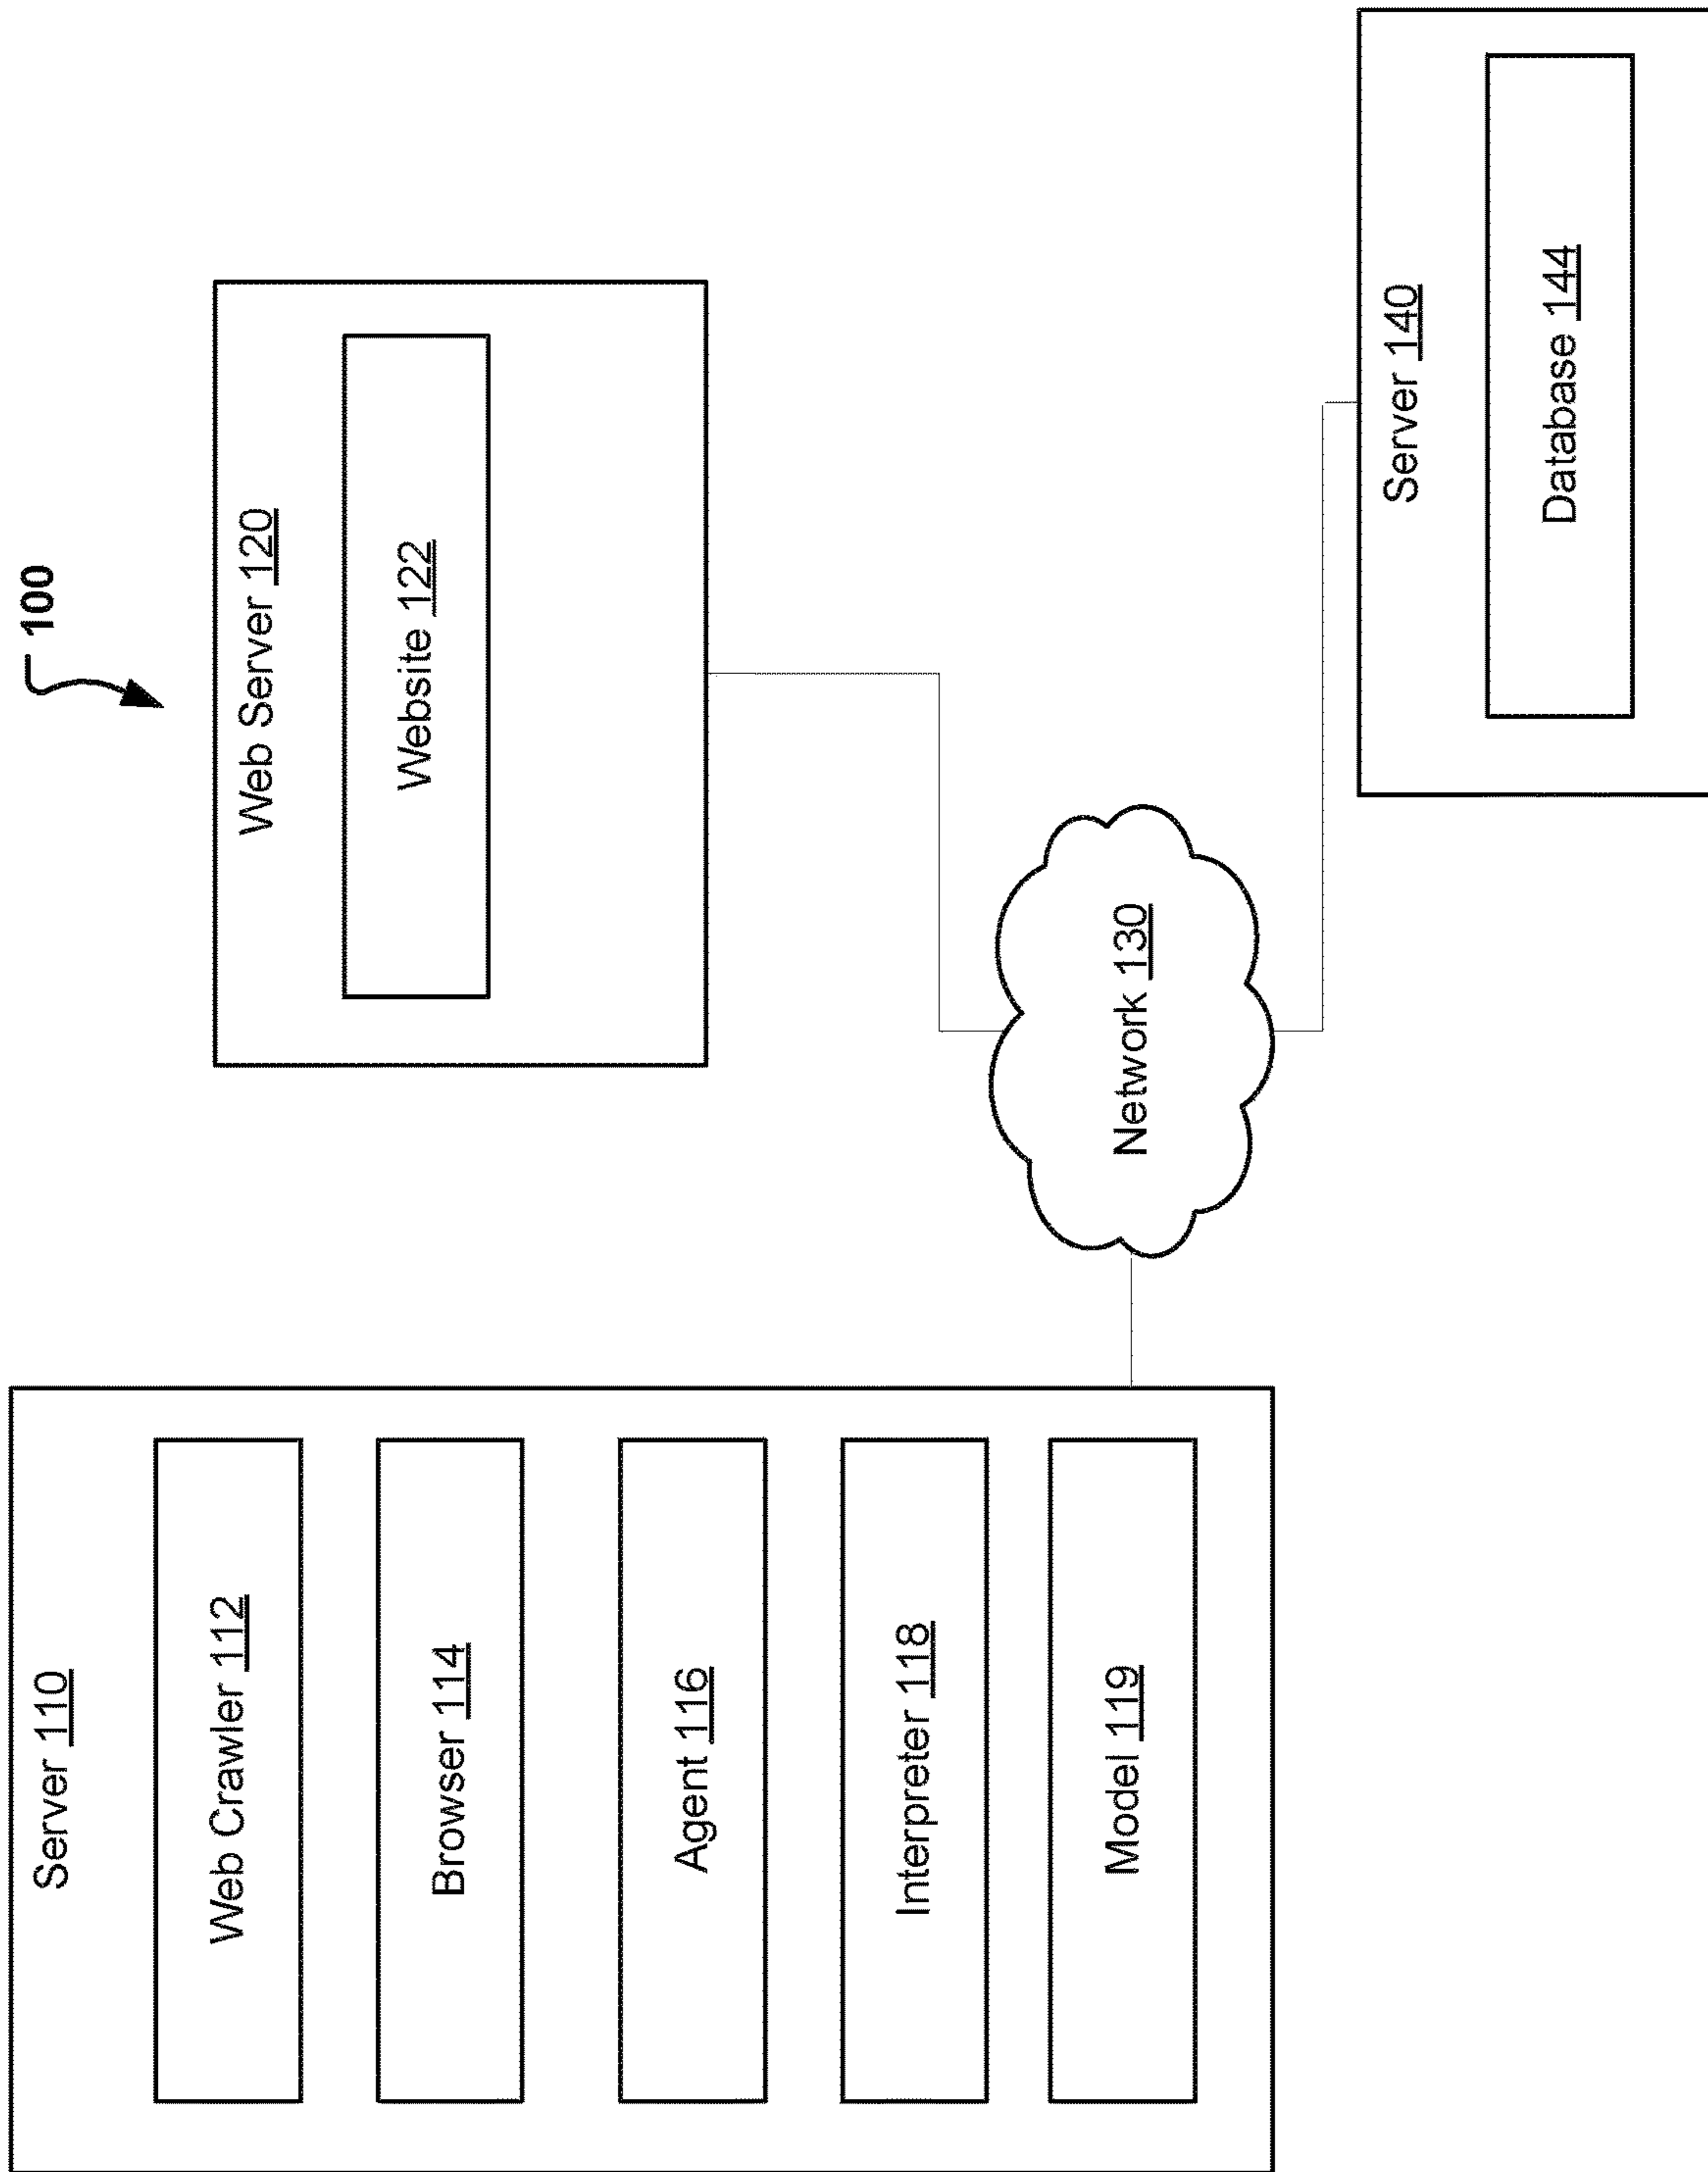 100
Server 110
Web Crawler 112
Browser 114
Agent 116
Interpreter 118
Model 119
Web Server 120
Website 122
Network 130
Server 140
Database 144